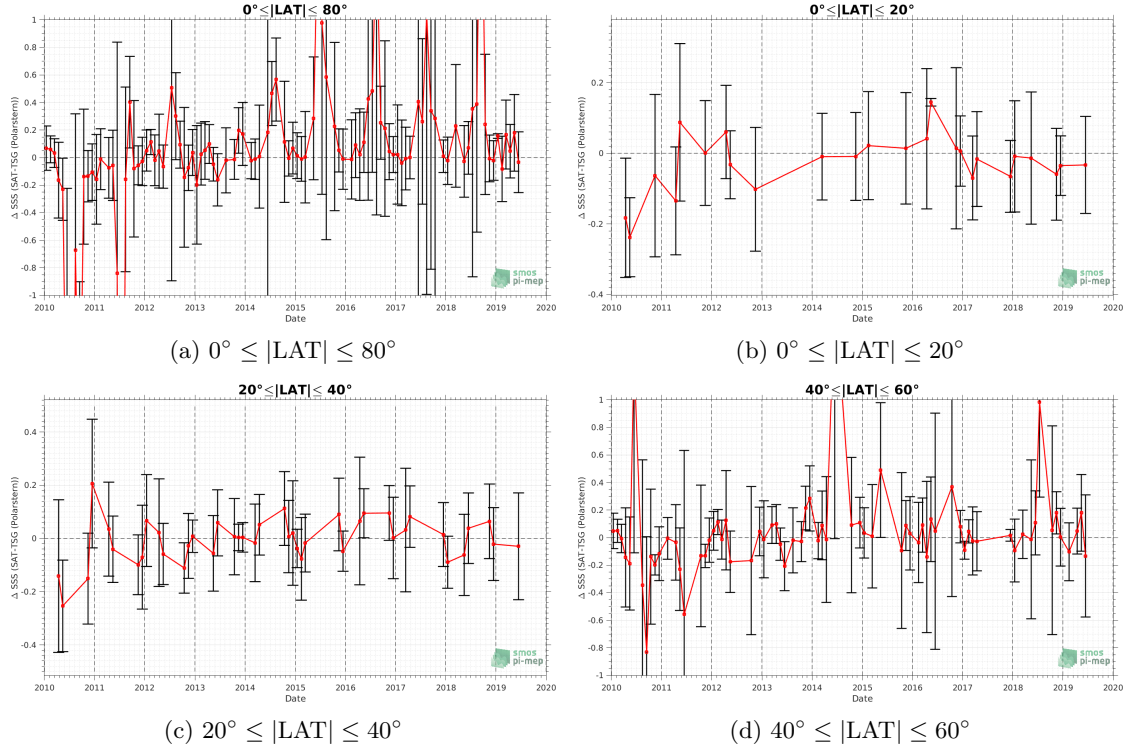 0°≤|LAT|≤ 80°
Δ SSS (SAT-TSG (Polarstern))
1
0.8
0.6
0.4
0.2
0
-0.2
-0.4
-0.6
-0.8
-1
2010 2011 2012 2013 2014 2015 2016 2017 2018 2019 2020
Date
smos
pi-mep
(a) 0° ≤ |LAT| ≤ 80°
0°≤|LAT|≤ 20°
Δ SSS (SAT-TSG (Polarstern))
0.2
0
-0.2
-0.4
2010 2011 2012 2013 2014 2015 2016 2017 2018 2019 2020
Date
smos
pi-mep
(b) 0° ≤ |LAT| ≤ 20°
20°≤|LAT|≤ 40°
Δ SSS (SAT-TSG (Polarstern))
0.4
0.2
0
-0.2
-0.4
2010 2011 2012 2013 2014 2015 2016 2017 2018 2019 2020
Date
smos
pi-mep
(c) 20° ≤ |LAT| ≤ 40°
40°≤|LAT|≤ 60°
Δ SSS (SAT-TSG (Polarstern))
1
0.8
0.6
0.4
0.2
0
-0.2
-0.4
-0.6
-0.8
-1
2010 2011 2012 2013 2014 2015 2016 2017 2018 2019 2020
Date
smos
pi-mep
(d) 40° ≤ |LAT| ≤ 60°